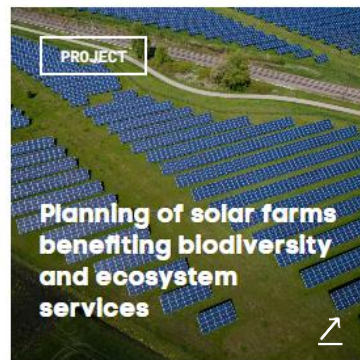 PROJECT
Planning of solar farms
benefiting biodiversity
and ecosystem
services